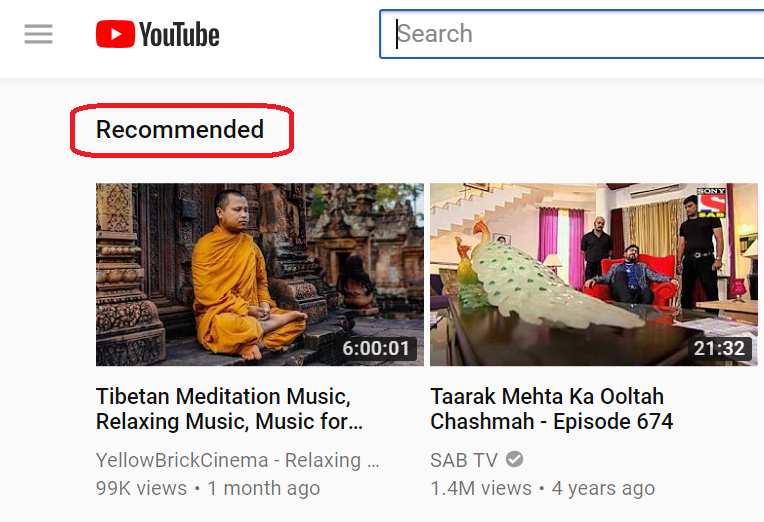 YouTube
Search
Recommended
SONY
S
SAB
6:00:01
21:32
Tibetan Meditation Music,
Relaxing Music, Music for...
YellowBrickCinema - Relaxing ...
99K views • 1 month ago
Taarak Mehta Ka Ooltah
Chashmah - Episode 674
SAB TV
1.4M views • 4 years ago